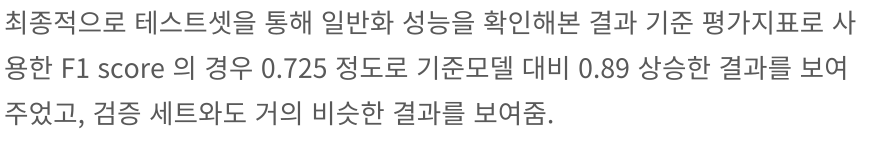 최종적으로 테스트셋을 통해 일반화 성능을 확인해본 결과 기준 평가지표로 사
용한 F1 score 의 경우 0.725 정도로 기준모델 대비 0.89 상승한 결과를 보여
주었고, 검증 세트와도 거의 비슷한 결과를 보여줌.